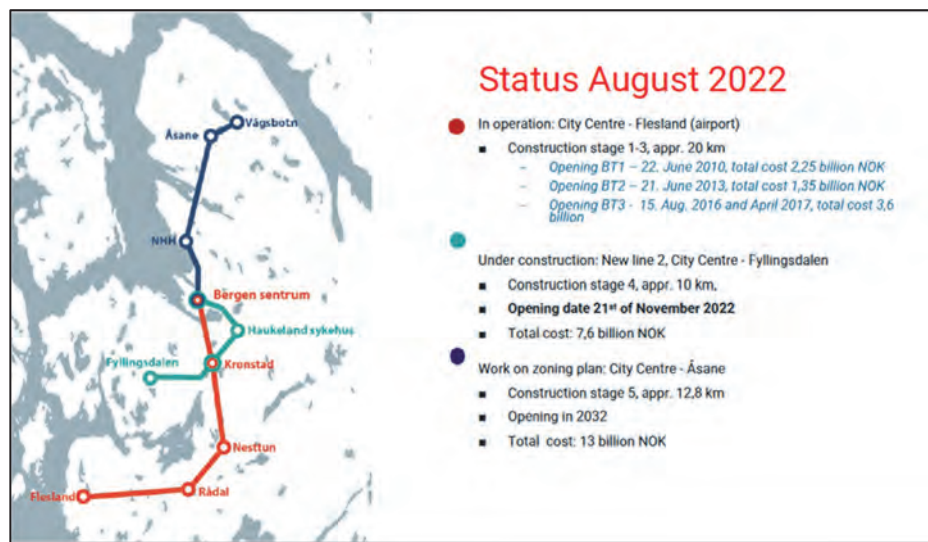 Vågsbotn
Åsane
NHH
Bergen sentrum
Haukeland sykehus
Fyllingsdalen
Kronstad
Nesttun
Flesland
Rådal
Status August 2022
In operation: City Centre - Flesland (airport)
■ Construction stage 1-3, appr. 20 km
– Opening BT1 – 22. June 2010, total cost 2,25 billion NOK
– Opening BT2 – 21. June 2013, total cost 1,35 billion NOK
– Opening BT3 - 15. Aug. 2016 and April 2017, total cost 3,6
billion
Under construction: New line 2, City Centre - Fyllingsdalen
■ Construction stage 4, appr. 10 km,
■ Opening date 21st of November 2022
■ Total cost: 7,6 billion NOK
Work on zoning plan: City Centre - Åsane
■ Construction stage 5, appr. 12,8 km
■ Opening in 2032
■ Total cost: 13 billion NOK